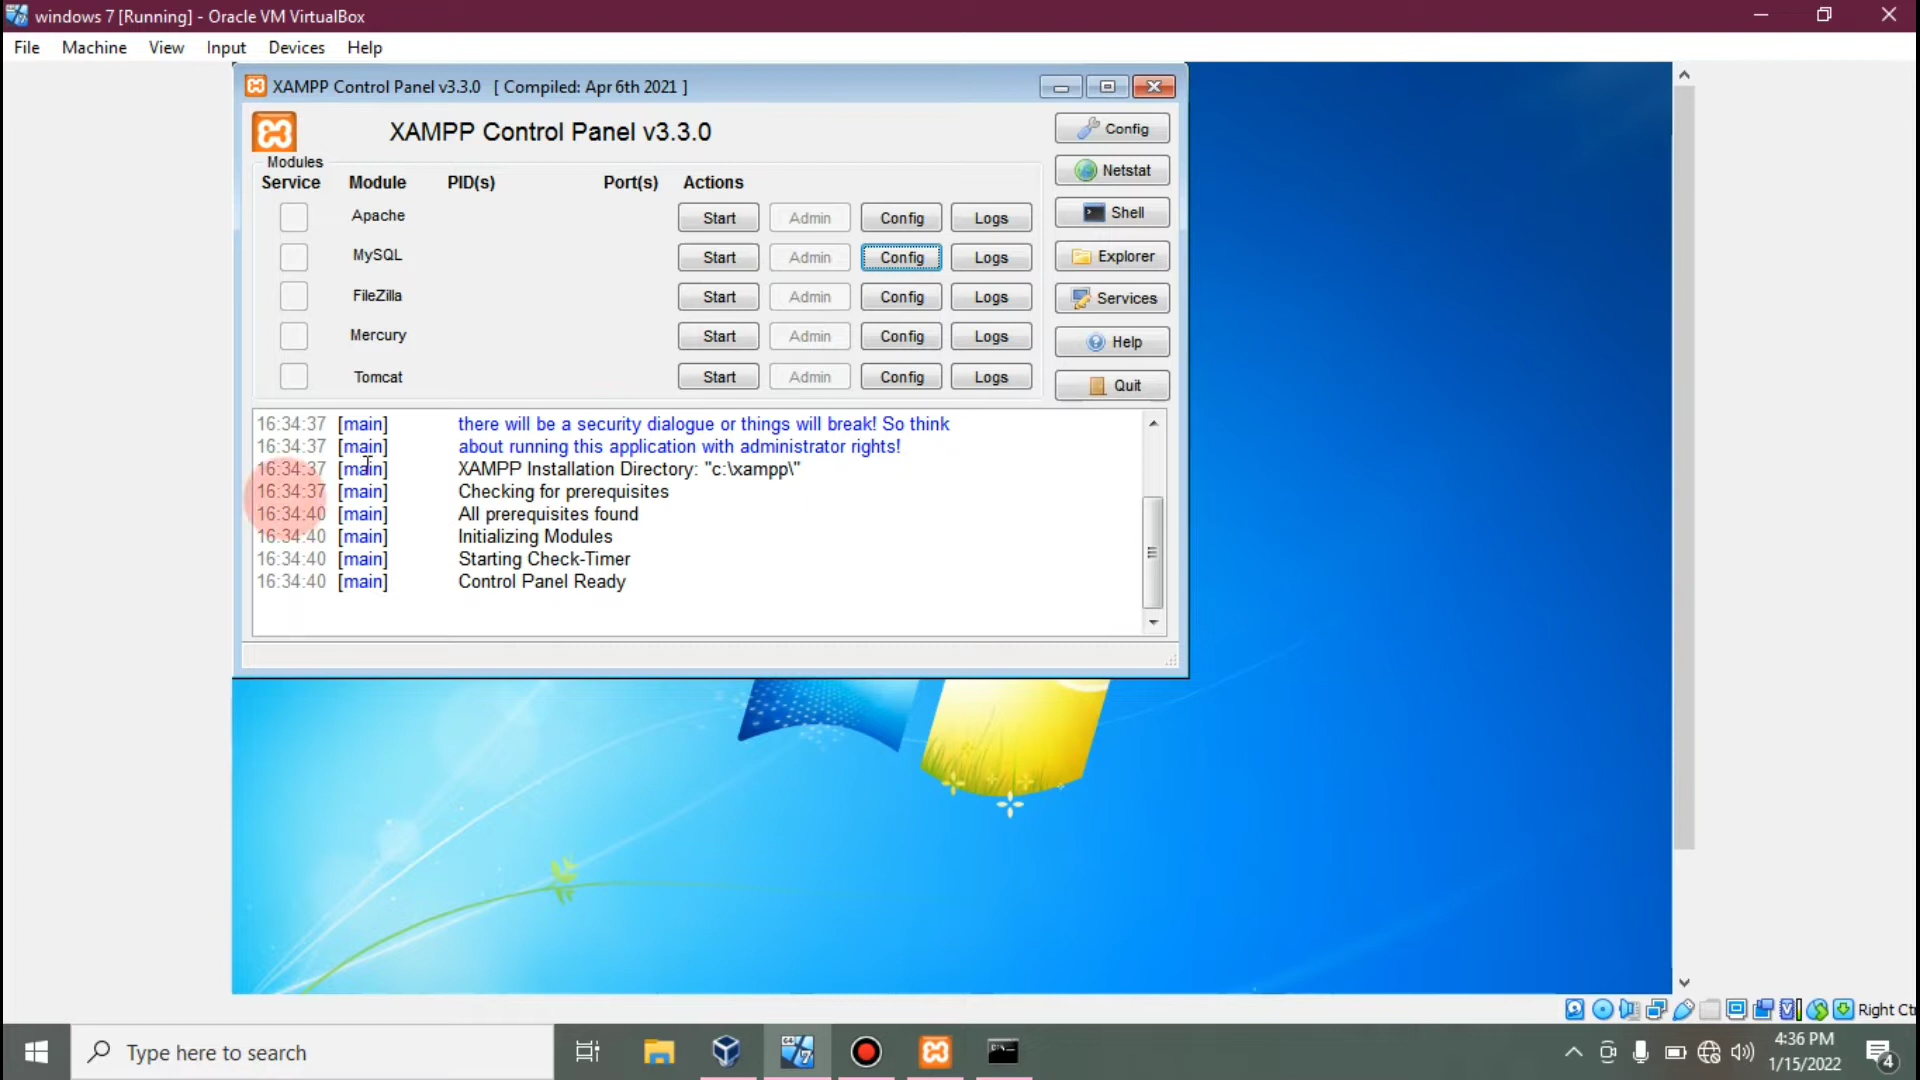 windows 7 [Running] - Oracle VM VirtualBox
File Machine View Input Devices Help
XAMPP Control Panel v3.3.0 [ Compiled: Apr 6th 2021 ]
XAMPP Control Panel v3.3.0
Config
Modules
Service Module PID(s) Port(s) Actions
Netstat
Apache Start Admin Config Logs
Shell
MySQL Start Admin Config Logs
Explorer
FileZilla Start Admin Config Logs
Services
Mercury Start Admin Config Logs
Help
Tomcat Start Admin Config Logs
Quit
16:34:37 [main] there will be a security dialogue or things will break! So think
16:34:37 [main] about running this application with administrator rights!
16:34:37 [main] XAMPP Installation Directory: "c:\xampp\"
16:34:37 [main] Checking for prerequisites
16:34:40 [main] All prerequisites found
16:34:40 [main] Initializing Modules
16:34:40 [main] Starting Check-Timer
16:34:40 [main] Control Panel Ready
Right Ct
Type here to search
4:36 PM
1/15/2022
4